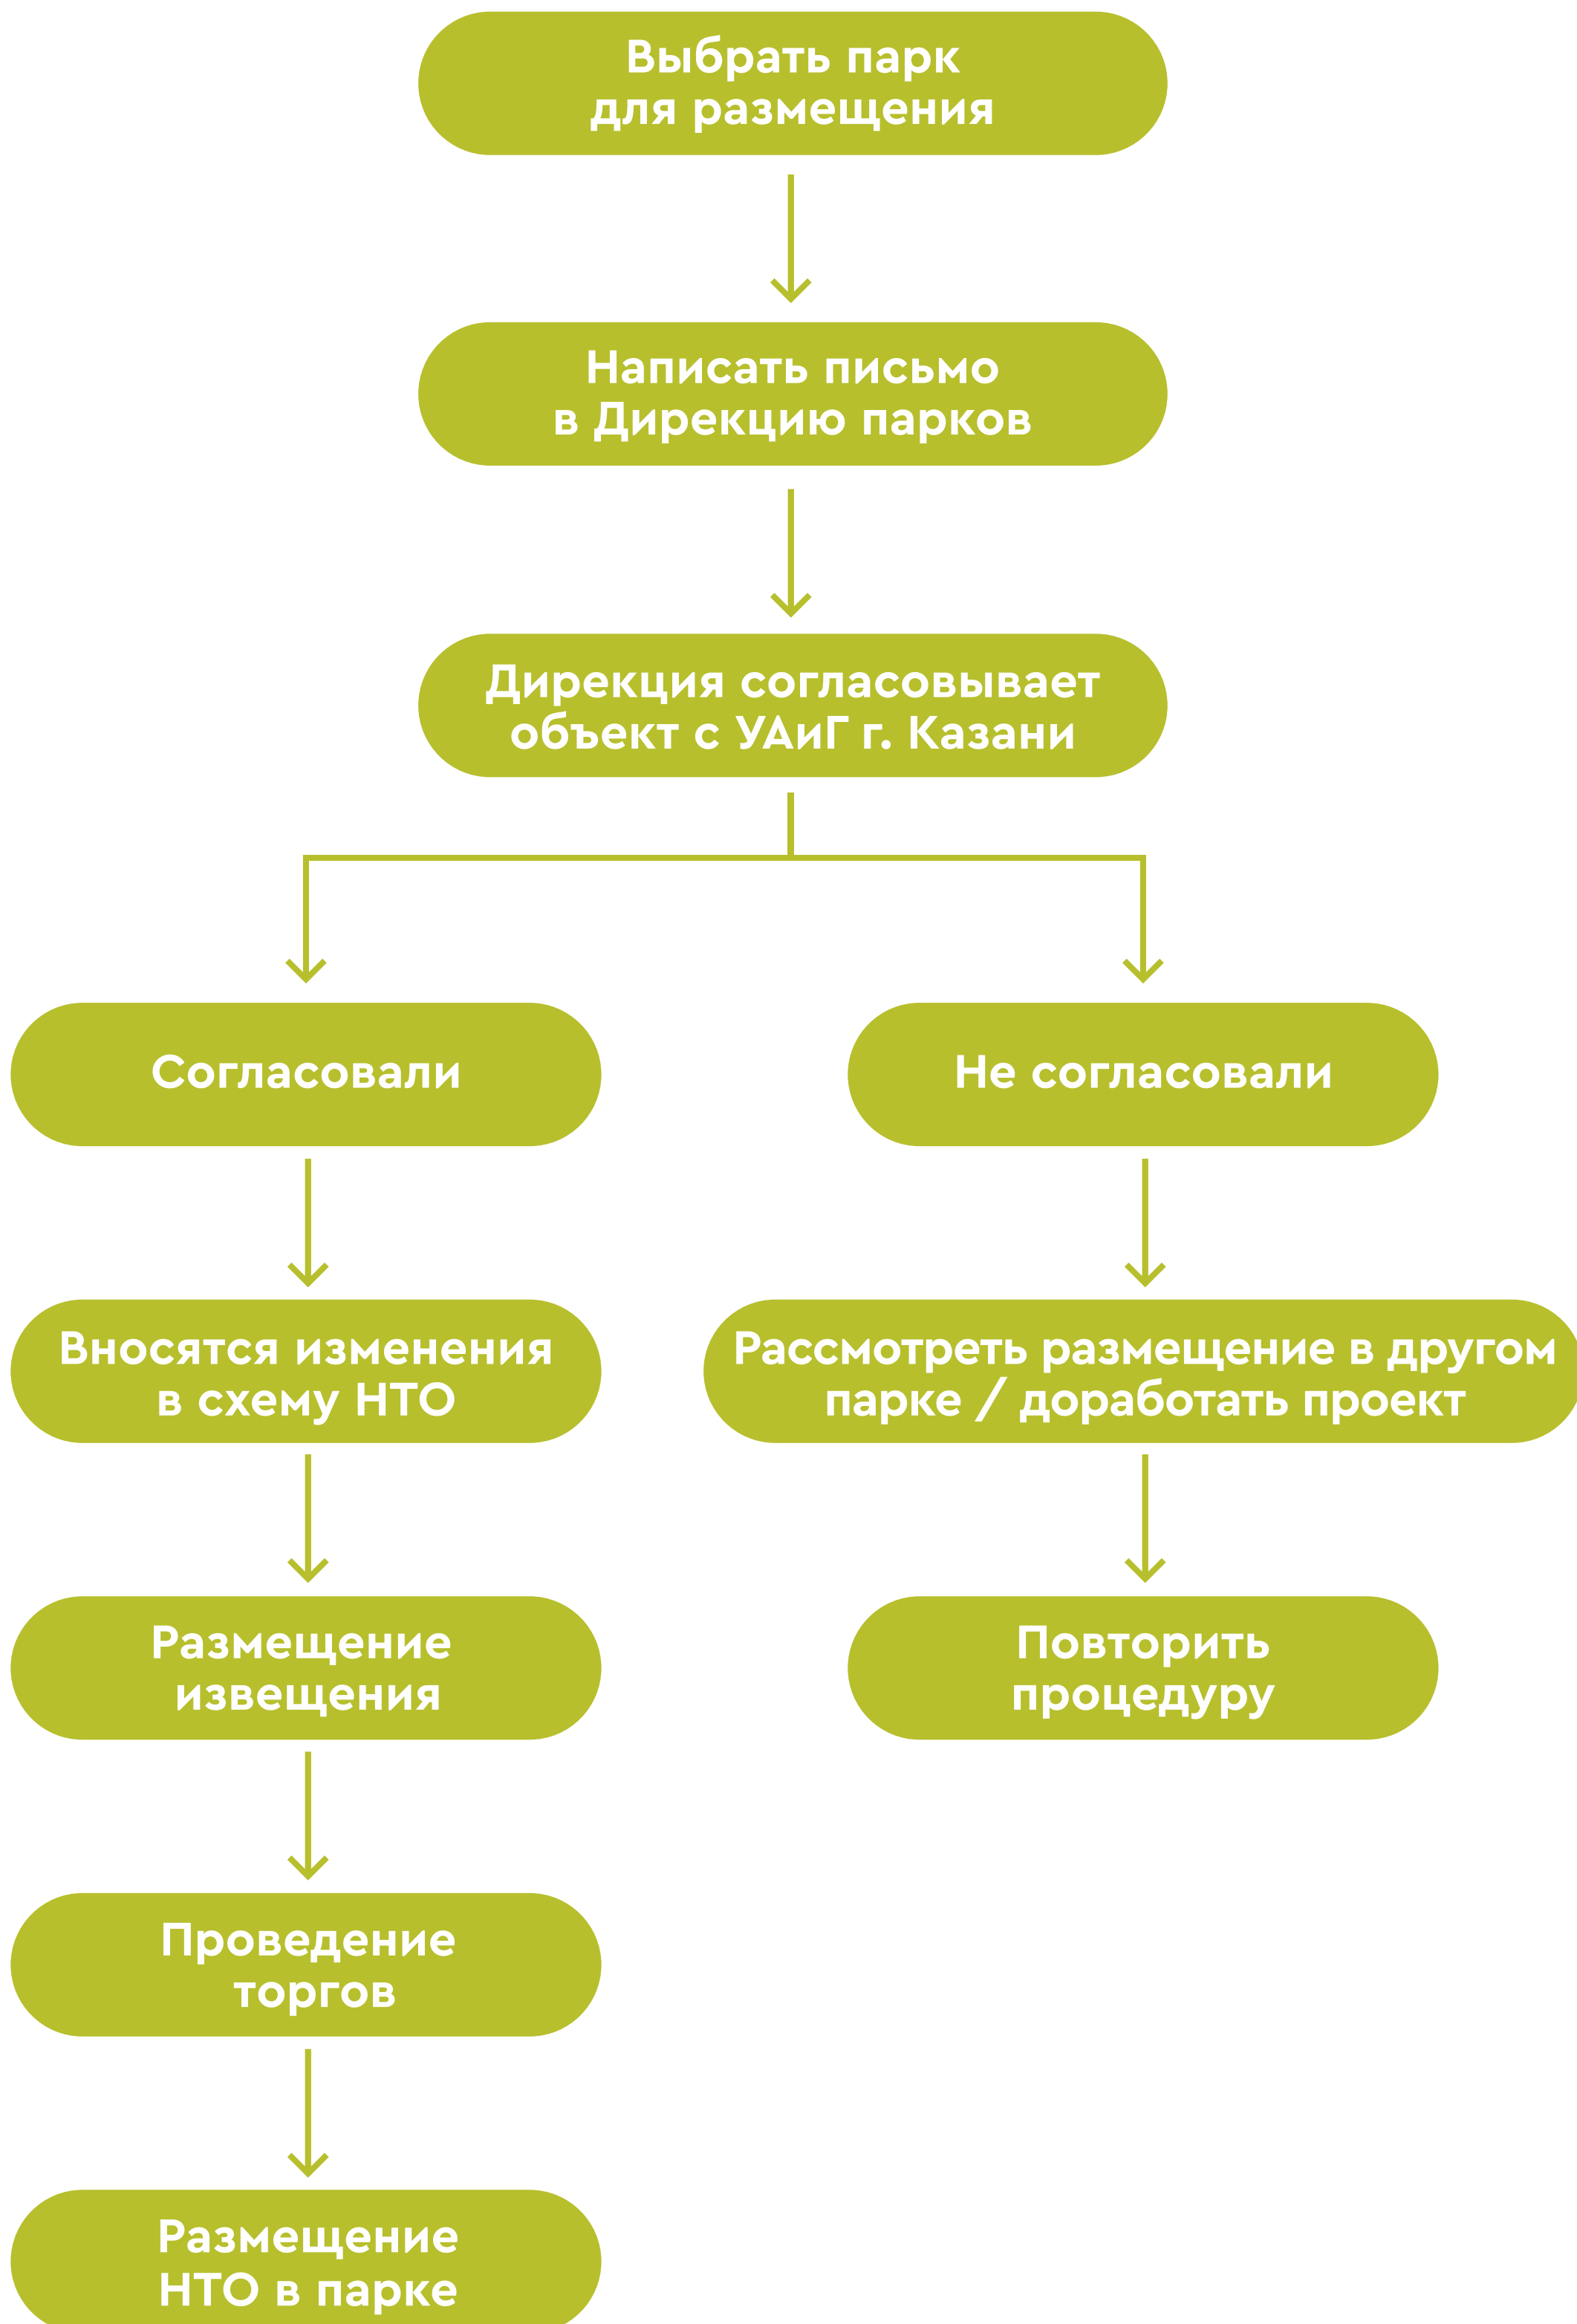 Выбрать парк
для размещения
Написать письмо
в Дирекцию парков
Дирекция согласовывает
объект с УАиГ г. Казани
Согласовали
Не согласовали
Вносятся изменения
в схему НТО
Рассмотреть размещение в другом
парке / доработать проект
Размещение
извещения
Повторить
процедуру
Проведение
торгов
Размещение
НТО в парке